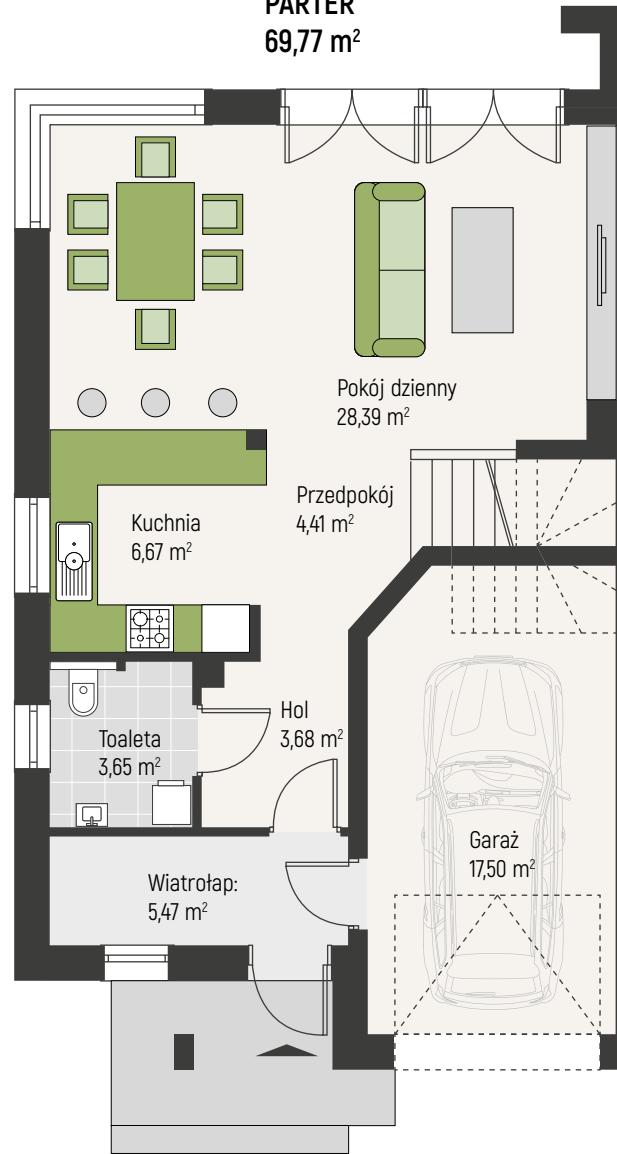 PARTER
69,77 m²
Pokój dzienny
28,39 m²
Przedpokój
4,41 m²
Kuchnia
6,67 m²
Hol
3,68 m²
Toaleta
3,65 m²
Garaż
17,50 m²
Wiatrołap:
5,47 m²